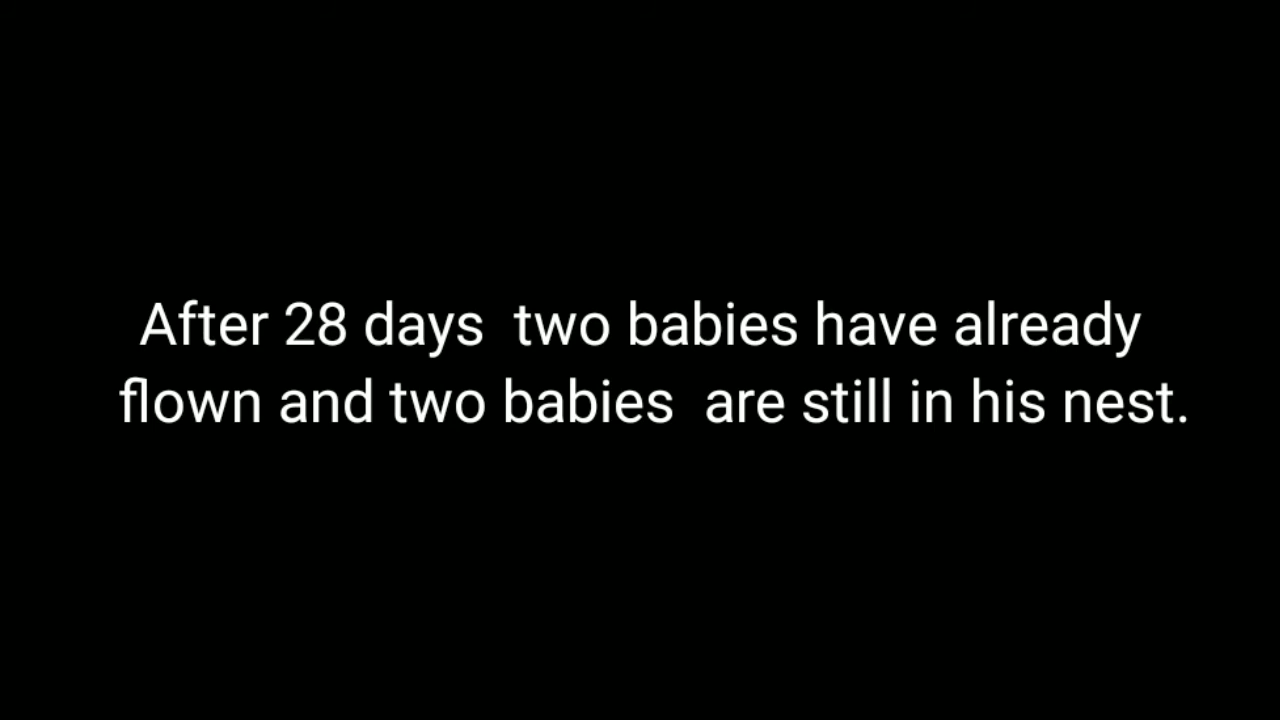 After 28 days  two babies have already
flown and two babies  are still in his nest.